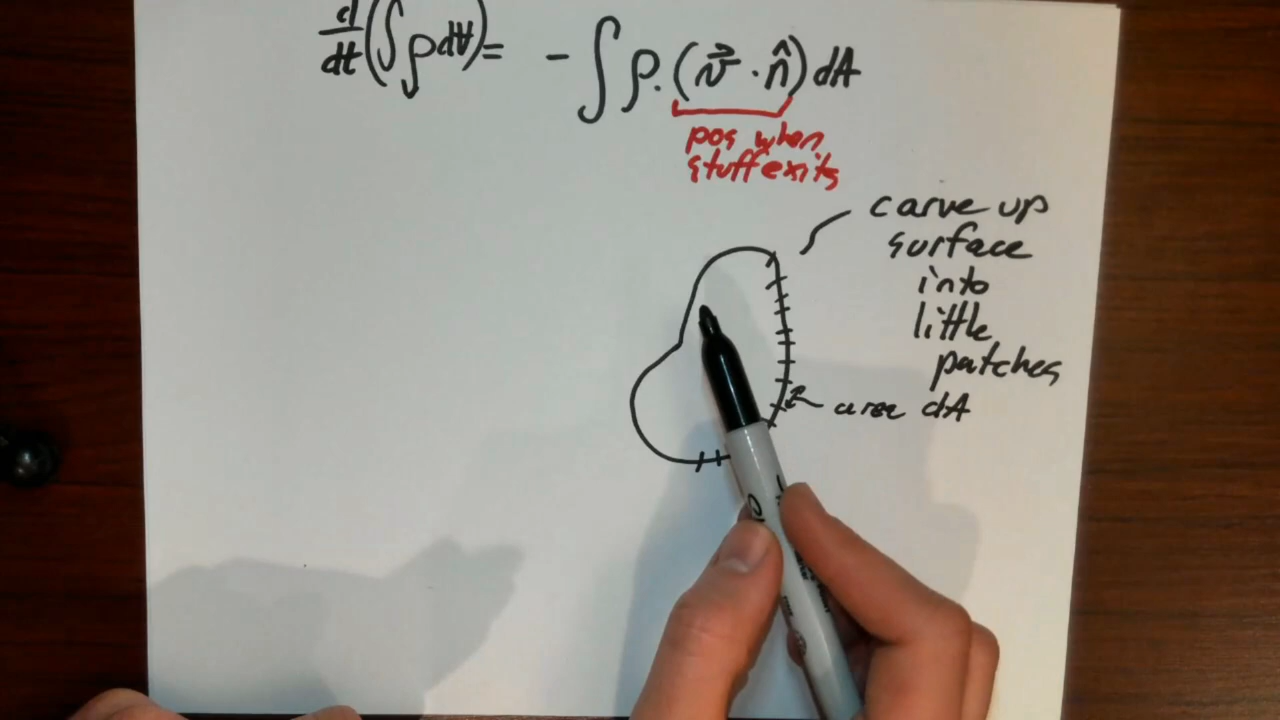 d/dt(∫ρdV̶)= -∫ρ·(v⃗·n̂)dA
pos when
stuff exits
carve up
surface
into
little
patches
area dA